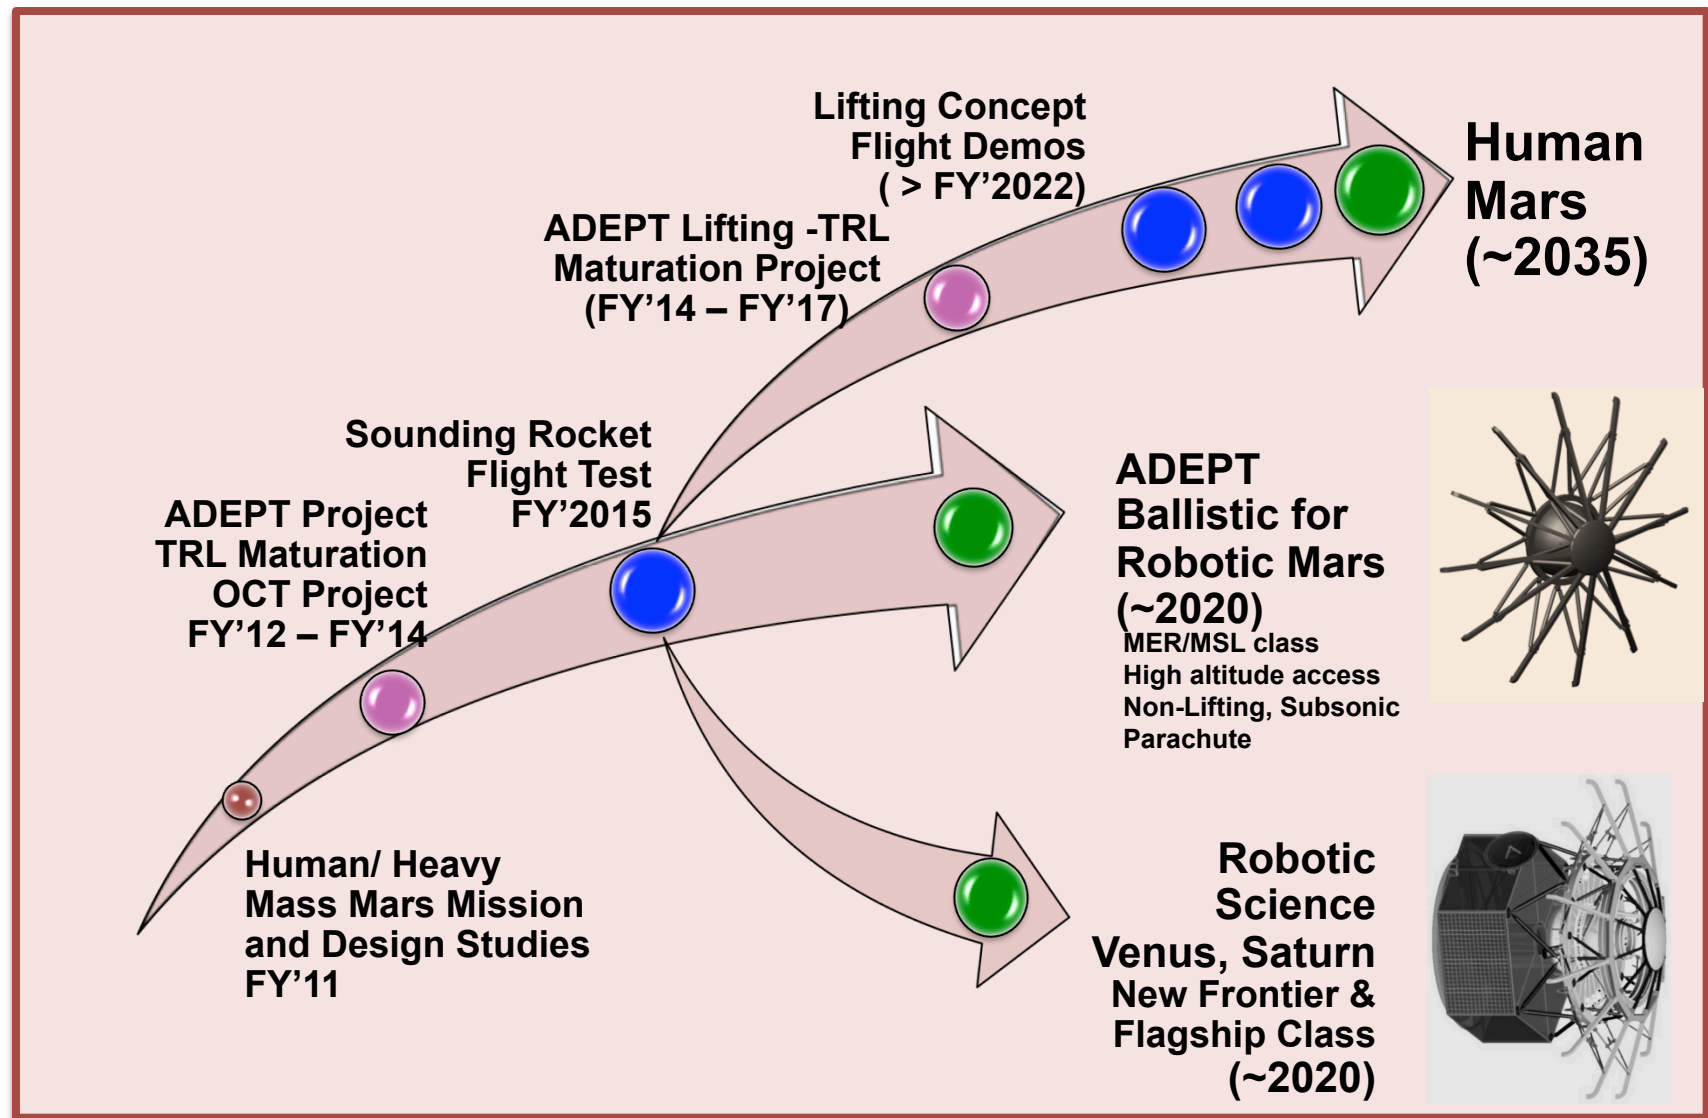 Lifting Concept
Flight Demos
( > FY’2022)
Human
Mars
(~2035)
ADEPT Lifting -TRL
Maturation Project
(FY’14 – FY’17)
Sounding Rocket
Flight Test
FY’2015
ADEPT Project
TRL Maturation
OCT Project
FY’12 – FY’14
ADEPT
Ballistic for
Robotic Mars
(~2020)
MER/MSL class
High altitude access
Non-Lifting, Subsonic
Parachute
Human/ Heavy
Mass Mars Mission
and Design Studies
FY’11
Robotic
Science
Venus, Saturn
New Frontier &
Flagship Class
(~2020)